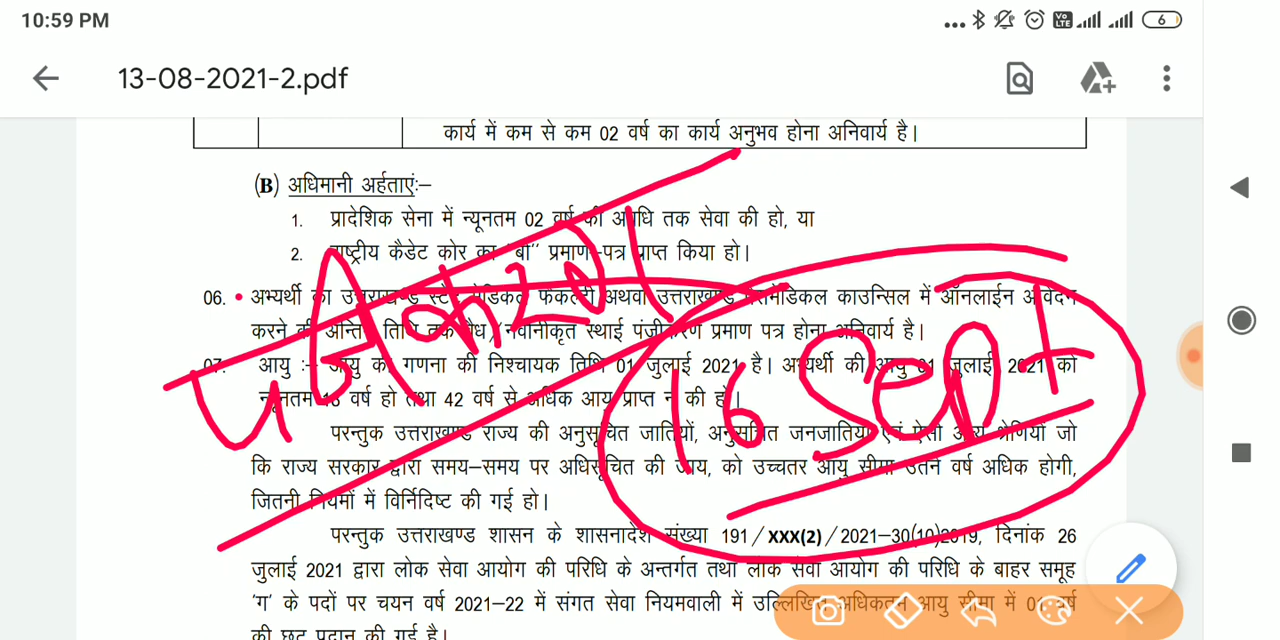 10:59 PM
Vo LTE
6
13-08-2021-2.pdf
कार्य में कम से कम 02 वर्ष का कार्य अनुभव होना अनिवार्य है।
(B) अधिमानी अर्हताएंः–
1. प्रादेशिक सेना में न्यूनतम 02 वर्ष की अवधि तक सेवा की हो, या
2. राष्ट्रीय कैडेट कोर का "बी" प्रमाण–पत्र प्राप्त किया हो।
06. अभ्यर्थी का उत्तराखण्ड स्टेट मेडिकल फैकल्टी अथवा उत्तराखण्ड पैरामेडिकल काउन्सिल में ऑनलाईन आवेदन
करने की अन्तिम तिथि तक वैध/नवीनीकृत स्थाई पंजीकरण प्रमाण पत्र होना अनिवार्य है।
07. आयु :– आयु की गणना की निश्चायक तिथि 01 जुलाई 2021 है। अभ्यर्थी की आयु 01 जुलाई 2021 को
न्यूनतम 18 वर्ष हो तथा 42 वर्ष से अधिक आयु प्राप्त न की हो।
16 Sept
परन्तुक उत्तराखण्ड राज्य की अनुसूचित जातियों, अनुसूचित जनजातियों एवं ऐसी अन्य श्रेणियों जो
कि राज्य सरकार द्वारा समय–समय पर अधिसूचित की जाय, को उच्चतर आयु सीमा उतने वर्ष अधिक होगी,
जितनी नियमों में विर्निदिष्ट की गई हो।
परन्तुक उत्तराखण्ड शासन के शासनादेश संख्या 191/XXX(2)/2021–30(10)2019, दिनांक 26
जुलाई 2021 द्वारा लोक सेवा आयोग की परिधि के अन्तर्गत तथा लोक सेवा आयोग की परिधि के बाहर समूह
'ग' के पदों पर चयन वर्ष 2021–22 में संगत सेवा नियमवाली में उल्लिखित अधिकतम आयु सीमा में 01 वर्ष
की छूट प्रदान की गई है।